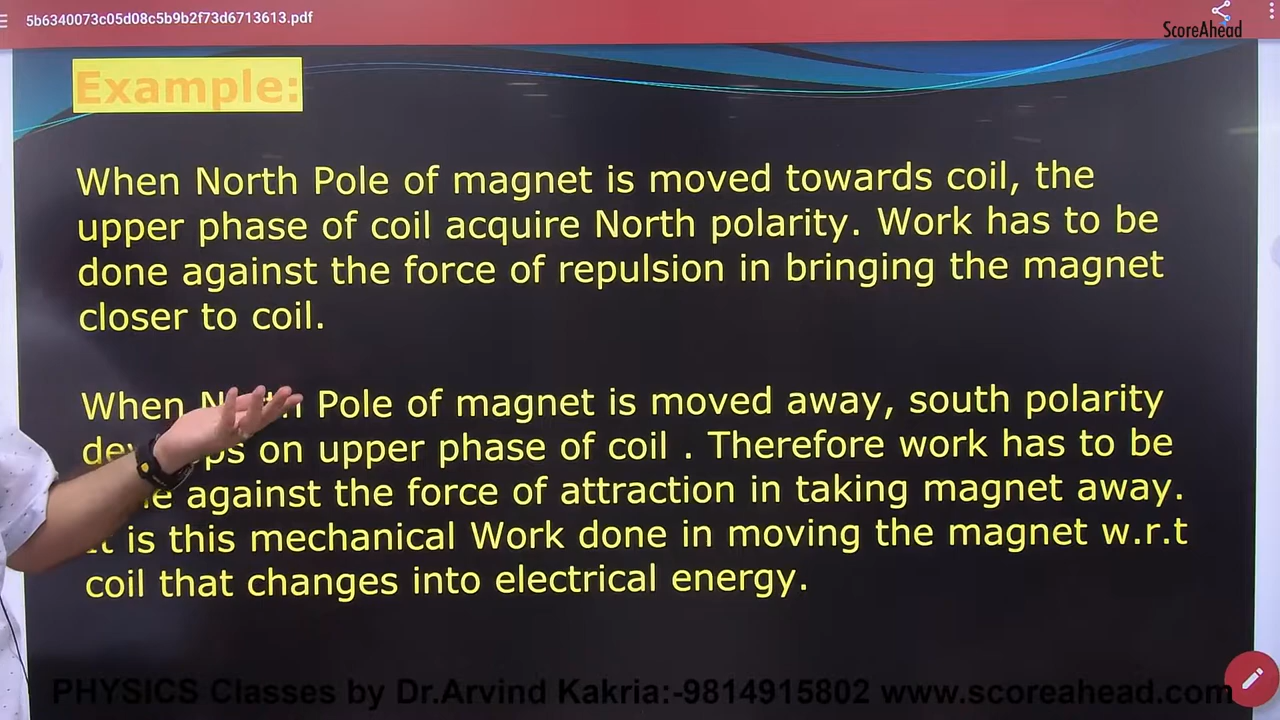 5b6340073c05d08c5b9b2f73d6713613.pdf
ScoreAhead
Example:
When North Pole of magnet is moved towards coil, the
upper phase of coil acquire North polarity. Work has to be
done against the force of repulsion in bringing the magnet
closer to coil.
When North Pole of magnet is moved away, south polarity
on upper phase of coil . Therefore work has to be
against the force of attraction in taking magnet away.
It is this mechanical Work done in moving the magnet w.r.t
coil that changes into electrical energy.
PHYSICS Classes by Dr.Arvind Kakria:-9814915802 www.scoreahead.com